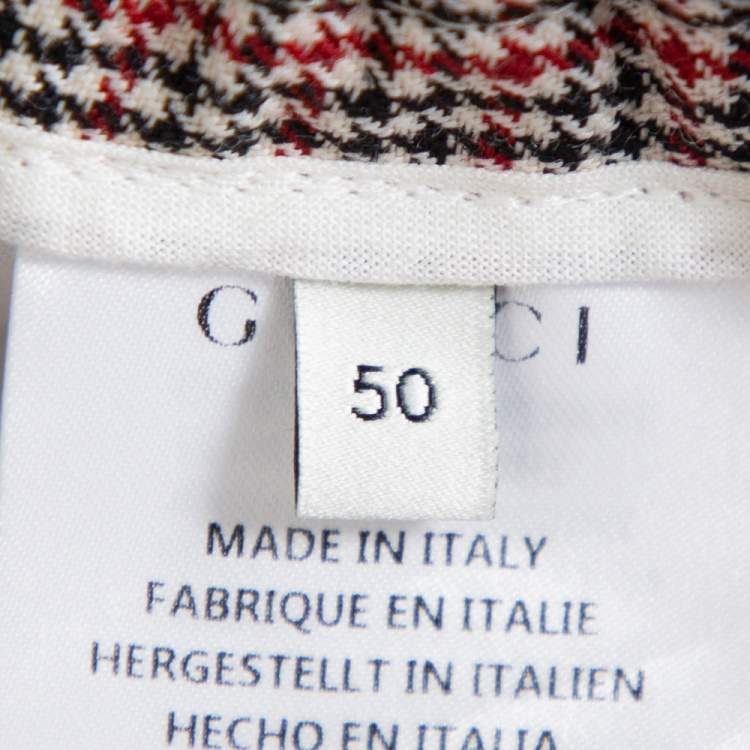 G CI
50
MADE IN ITALY
FABRIQUE EN ITALIE
HERGESTELLT IN ITALIEN
HECHO EN ITALIA